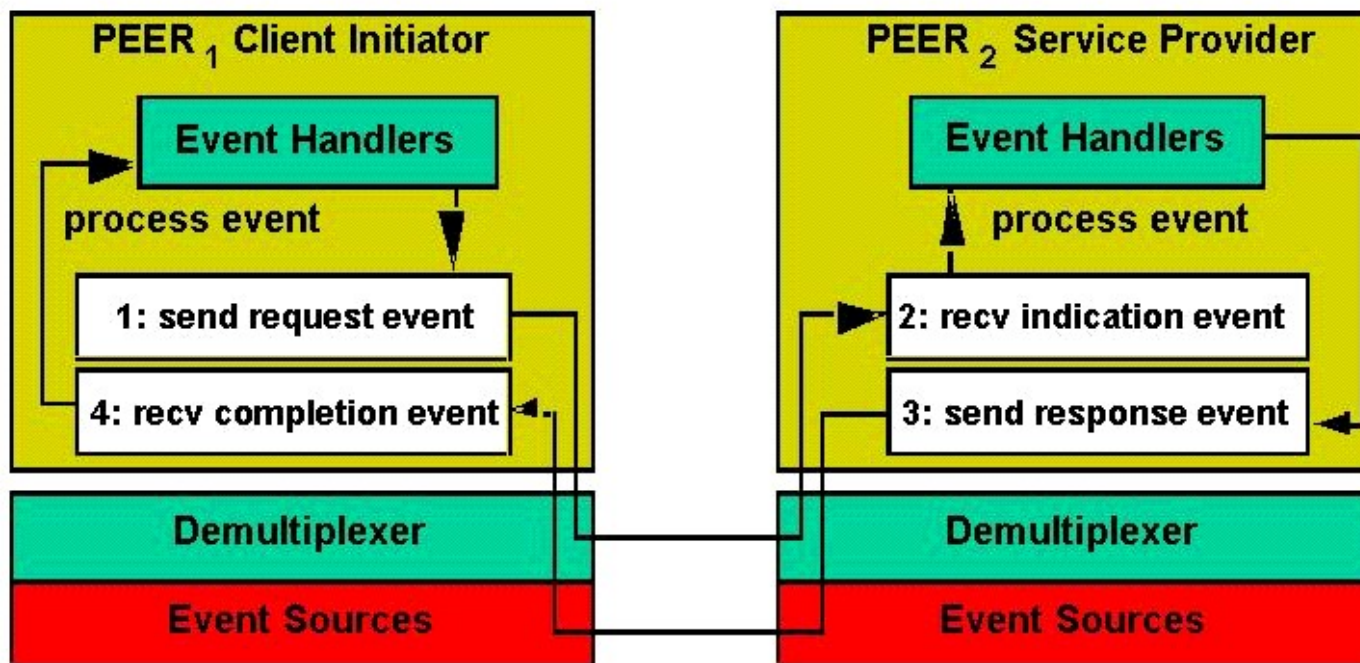 PEER 1 Client Initiator
Event Handlers
process event
1: send request event
4: recv completion event
Demultiplexer
Event Sources
PEER 2 Service Provider
Event Handlers
process event
2: recv indication event
3: send response event
Demultiplexer
Event Sources